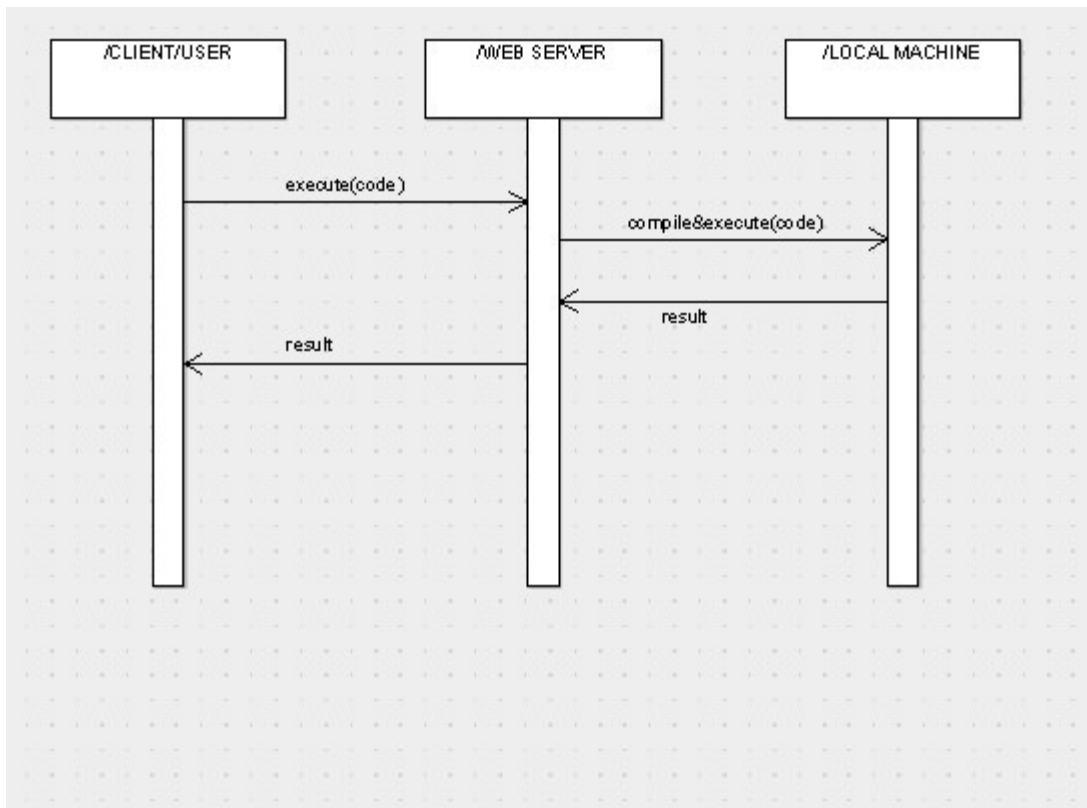 /CLIENT/USER
/WEB SERVER
/LOCAL MACHINE
execute(code)
compile&execute(code)
result
result